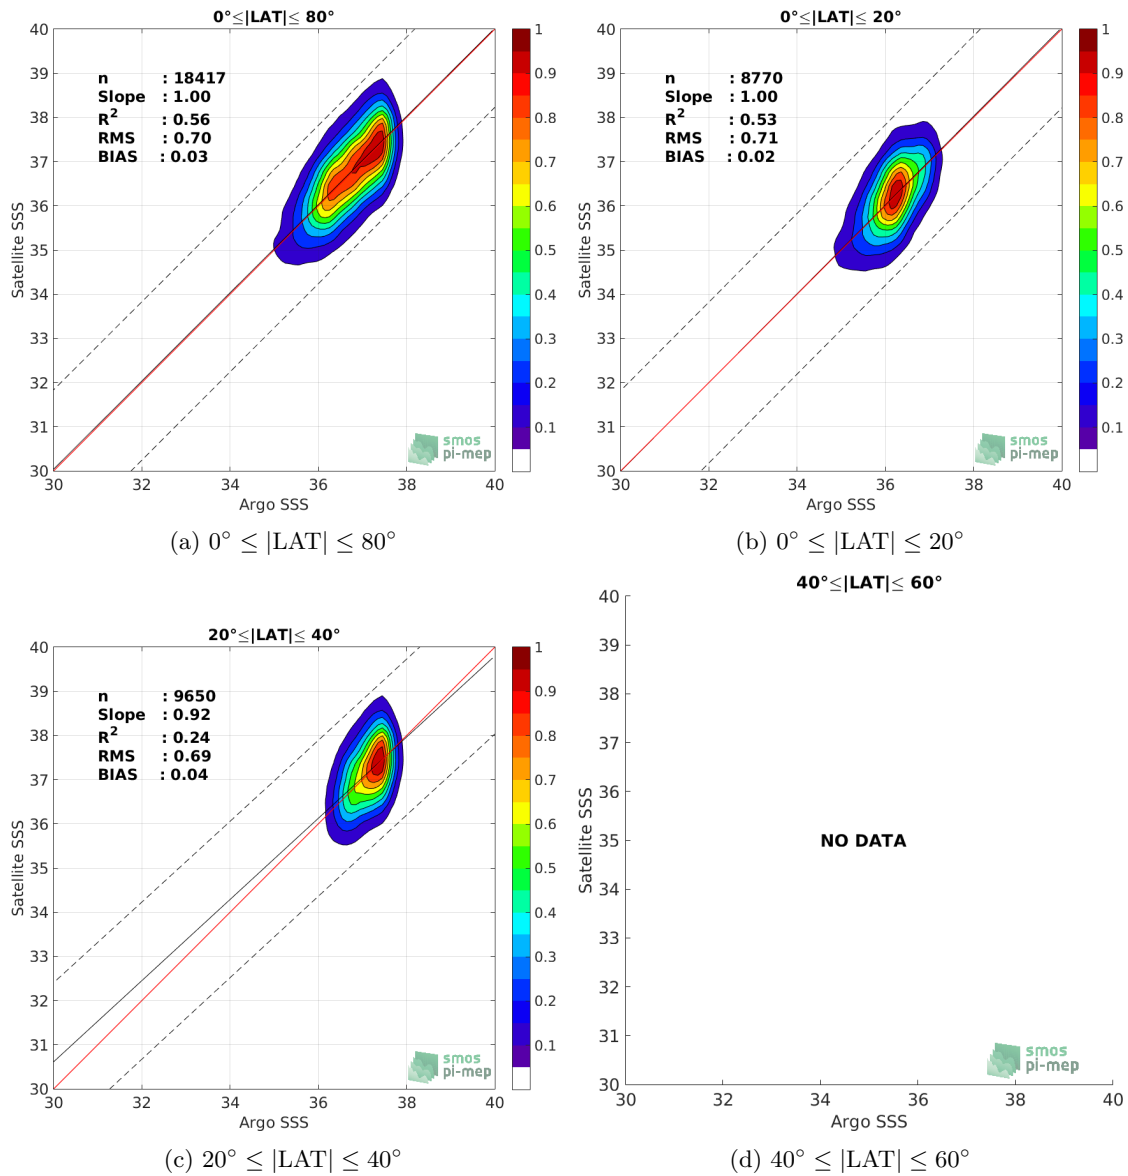 0°≤|LAT|≤ 80°
40
39
38
37
36
35
34
33
32
31
30
Satellite SSS
n : 18417
Slope : 1.00
R2 : 0.56
RMS : 0.70
BIAS : 0.03
smos
pi-mep
30 32 34 36 38 40
Argo SSS
1
0.9
0.8
0.7
0.6
0.5
0.4
0.3
0.2
0.1
(a) 0° ≤ |LAT| ≤ 80°
0°≤|LAT|≤ 20°
40
39
38
37
36
35
34
33
32
31
30
Satellite SSS
n : 8770
Slope : 1.00
R2 : 0.53
RMS : 0.71
BIAS : 0.02
smos
pi-mep
30 32 34 36 38 40
Argo SSS
1
0.9
0.8
0.7
0.6
0.5
0.4
0.3
0.2
0.1
(b) 0° ≤ |LAT| ≤ 20°
20°≤|LAT|≤ 40°
40
39
38
37
36
35
34
33
32
31
30
Satellite SSS
n : 9650
Slope : 0.92
R2 : 0.24
RMS : 0.69
BIAS : 0.04
smos
pi-mep
30 32 34 36 38 40
Argo SSS
1
0.9
0.8
0.7
0.6
0.5
0.4
0.3
0.2
0.1
(c) 20° ≤ |LAT| ≤ 40°
40°≤|LAT|≤ 60°
40
39
38
37
36
35
34
33
32
31
30
Satellite SSS
NO DATA
smos
pi-mep
30 32 34 36 38 40
Argo SSS
(d) 40° ≤ |LAT| ≤ 60°